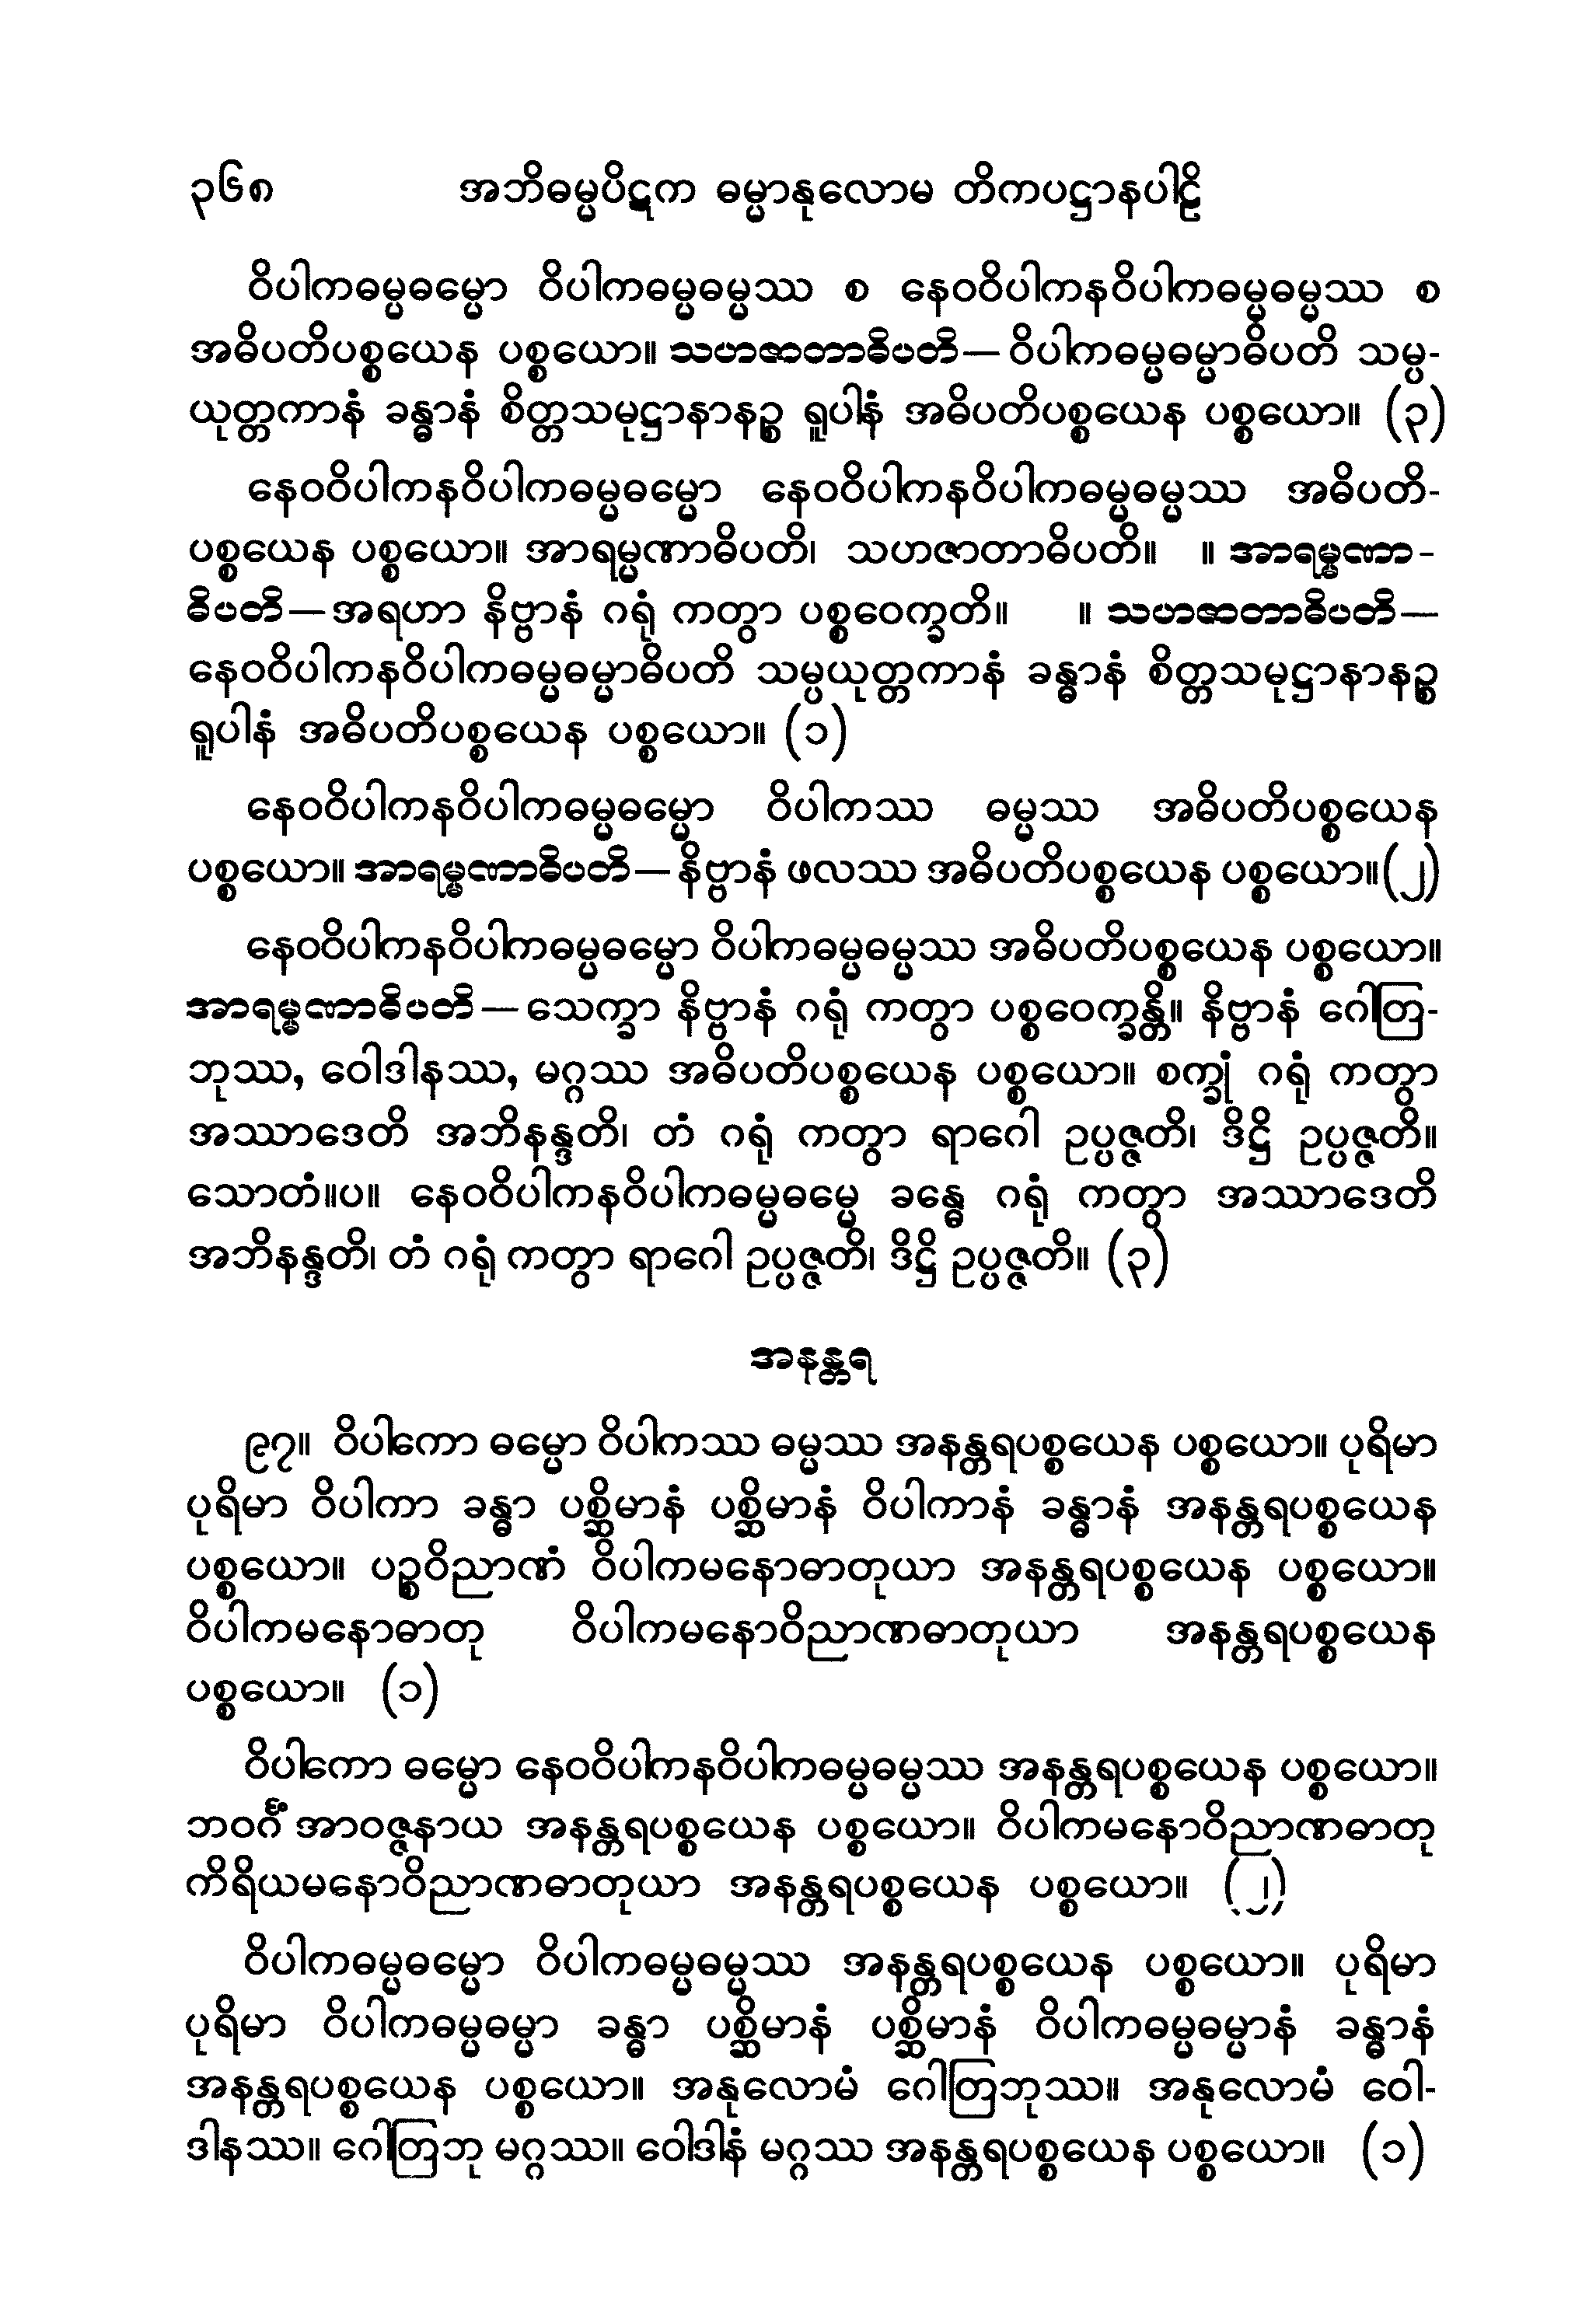 ၃၆၈ အဘိဓမ္မပိဋက ဓမ္မာနုလောမ တိကပဋ္ဌာနပါဠိ
ဝိပါကဓမ္မဓမ္မော ဝိပါကဓမ္မဓမ္မဿ စ နေဝဝိပါကနဝိပါကဓမ္မဓမ္မဿ စ
အဓိပတိပစ္စယေန ပစ္စယော။ သဟဇာတာဓိပတိ—ဝိပါကဓမ္မဓမ္မာဓိပတိ သမ္ပ-
ယုတ္တကာနံ ခန္ဓာနံ စိတ္တသမုဋ္ဌာနာနဉ္စ ရူပါနံ အဓိပတိပစ္စယေန ပစ္စယော။ (၃)
နေဝဝိပါကနဝိပါကဓမ္မဓမ္မော နေဝဝိပါကနဝိပါကဓမ္မဓမ္မဿ အဓိပတိ-
ပစ္စယေန ပစ္စယော။ အာရမ္မဏာဓိပတိ၊ သဟဇာတာဓိပတိ။ ။ အာရမ္မဏာ-
ဓိပတိ—အရဟာ နိဗ္ဗာနံ ဂရုံ ကတွာ ပစ္စဝေက္ခတိ။ ။ သဟဇာတာဓိပတိ—
နေဝဝိပါကနဝိပါကဓမ္မဓမ္မာဓိပတိ သမ္ပယုတ္တကာနံ ခန္ဓာနံ စိတ္တသမုဋ္ဌာနာနဉ္စ
ရူပါနံ အဓိပတိပစ္စယေန ပစ္စယော။ (၁)
နေဝဝိပါကနဝိပါကဓမ္မဓမ္မော ဝိပါကဿ ဓမ္မဿ အဓိပတိပစ္စယေန
ပစ္စယော။ အာရမ္မဏာဓိပတိ—နိဗ္ဗာနံ ဖလဿ အဓိပတိပစ္စယေန ပစ္စယော။(၂)
နေဝဝိပါကနဝိပါကဓမ္မဓမ္မော ဝိပါကဓမ္မဓမ္မဿ အဓိပတိပစ္စယေန ပစ္စယော။
အာရမ္မဏာဓိပတိ—သေက္ခာ နိဗ္ဗာနံ ဂရုံ ကတွာ ပစ္စဝေက္ခန္တိ။ နိဗ္ဗာနံ ဂေါတြ-
ဘုဿ, ဝေါဒါနဿ, မဂ္ဂဿ အဓိပတိပစ္စယေန ပစ္စယော။ စက္ခုံ ဂရုံ ကတွာ
အဿာဒေတိ အဘိနန္ဒတိ၊ တံ ဂရုံ ကတွာ ရာဂေါ ဥပ္ပဇ္ဇတိ၊ ဒိဋ္ဌိ ဥပ္ပဇ္ဇတိ။
သောတံ။ပ။ နေဝဝိပါကနဝိပါကဓမ္မဓမ္မေ ခန္ဓေ ဂရုံ ကတွာ အဿာဒေတိ
အဘိနန္ဒတိ၊ တံ ဂရုံ ကတွာ ရာဂေါ ဥပ္ပဇ္ဇတိ၊ ဒိဋ္ဌိ ဥပ္ပဇ္ဇတိ။ (၃)
အနန္တရ
၉၇။ ဝိပါကော ဓမ္မော ဝိပါကဿ ဓမ္မဿ အနန္တရပစ္စယေန ပစ္စယော။ ပုရိမာ
ပုရိမာ ဝိပါကာ ခန္ဓာ ပစ္ဆိမာနံ ပစ္ဆိမာနံ ဝိပါကာနံ ခန္ဓာနံ အနန္တရပစ္စယေန
ပစ္စယော။ ပဉ္စဝိညာဏံ ဝိပါကမနောဓာတုယာ အနန္တရပစ္စယေန ပစ္စယော။
ဝိပါကမနောဓာတု ဝိပါကမနောဝိညာဏဓာတုယာ အနန္တရပစ္စယေန
ပစ္စယော။ (၁)
ဝိပါကော ဓမ္မော နေဝဝိပါကနဝိပါကဓမ္မဓမ္မဿ အနန္တရပစ္စယေန ပစ္စယော။
ဘဝင်္ဂံ အာဝဇ္ဇနာယ အနန္တရပစ္စယေန ပစ္စယော။ ဝိပါကမနောဝိညာဏဓာတု
ကိရိယမနောဝိညာဏဓာတုယာ အနန္တရပစ္စယေန ပစ္စယော။ (၂)
ဝိပါကဓမ္မဓမ္မော ဝိပါကဓမ္မဓမ္မဿ အနန္တရပစ္စယေန ပစ္စယော။ ပုရိမာ
ပုရိမာ ဝိပါကဓမ္မဓမ္မာ ခန္ဓာ ပစ္ဆိမာနံ ပစ္ဆိမာနံ ဝိပါကဓမ္မဓမ္မာနံ ခန္ဓာနံ
အနန္တရပစ္စယေန ပစ္စယော။ အနုလောမံ ဂေါတြဘုဿ။ အနုလောမံ ဝေါ-
ဒါနဿ။ ဂေါတြဘု မဂ္ဂဿ။ ဝေါဒါနံ မဂ္ဂဿ အနန္တရပစ္စယေန ပစ္စယော။ (၁)